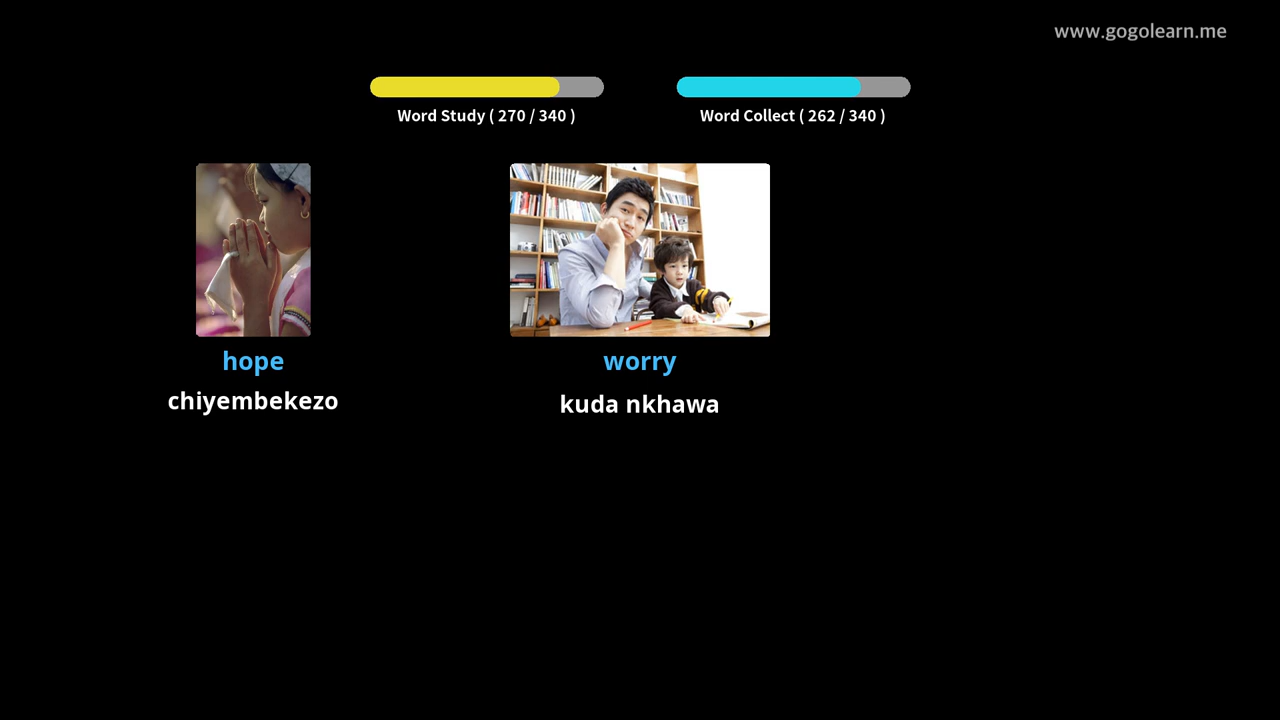 www.gogolearn.me
Word Study ( 270 / 340 )
Word Collect ( 262 / 340 )
hope
chiyembekezo
worry
kuda nkhawa